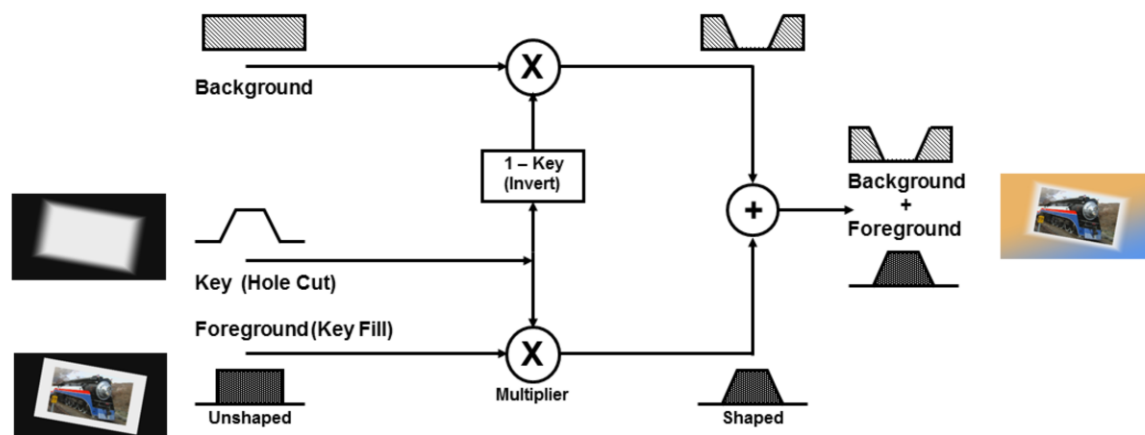 Background
X
1 – Key
(Invert)
Background
+
Foreground
+
Key (Hole Cut)
Foreground (Key Fill)
X
Multiplier
Unshaped
Shaped